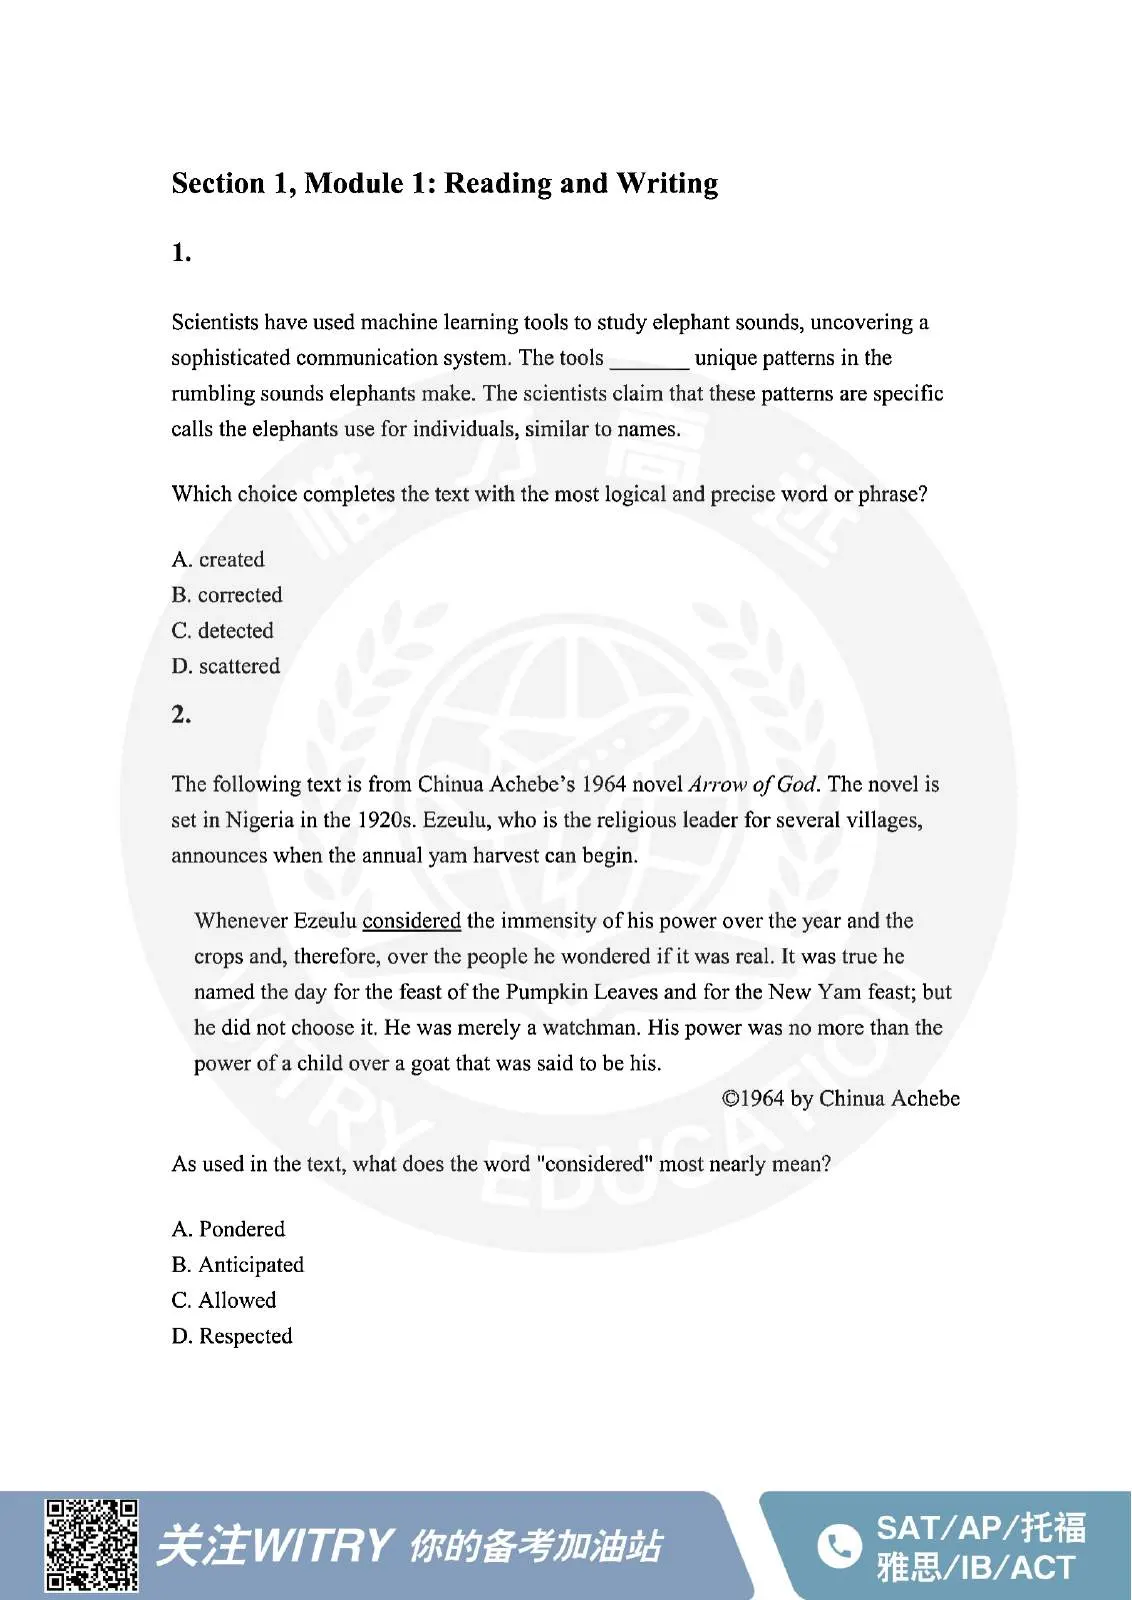 Section 1, Module 1: Reading and Writing
1.
Scientists have used machine learning tools to study elephant sounds, uncovering a
sophisticated communication system. The tools _______ unique patterns in the
rumbling sounds elephants make. The scientists claim that these patterns are specific
calls the elephants use for individuals, similar to names.
Which choice completes the text with the most logical and precise word or phrase?
A. created
B. corrected
C. detected
D. scattered
2.
The following text is from Chinua Achebe's 1964 novel Arrow of God. The novel is
set in Nigeria in the 1920s. Ezeulu, who is the religious leader for several villages,
announces when the annual yam harvest can begin.
Whenever Ezeulu considered the immensity of his power over the year and the
crops and, therefore, over the people he wondered if it was real. It was true he
named the day for the feast of the Pumpkin Leaves and for the New Yam feast; but
he did not choose it. He was merely a watchman. His power was no more than the
power of a child over a goat that was said to be his.
©1964 by Chinua Achebe
As used in the text, what does the word "considered" most nearly mean?
A. Pondered
B. Anticipated
C. Allowed
D. Respected
惟万高远
WITRY EDUCATION
关注WITRY 你的备考加油站
SAT/AP/托福
雅思/IB/ACT